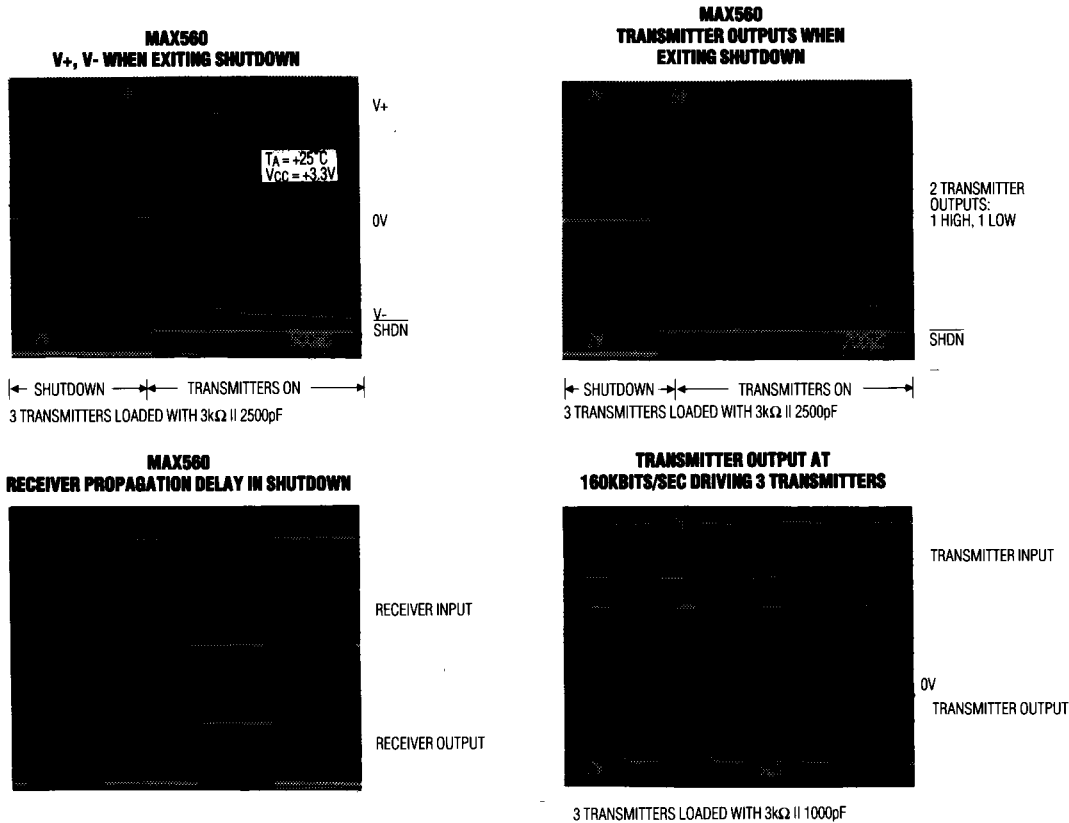 MAX560
V+, V- WHEN EXITING SHUTDOWN
V+
TA = +25°C
VCC = +3.3V
0V
V-
SHDN
SHUTDOWN
TRANSMITTERS ON
3 TRANSMITTERS LOADED WITH 3kΩ II 2500pF
MAX560
TRANSMITTER OUTPUTS WHEN
EXITING SHUTDOWN
2 TRANSMITTER
OUTPUTS:
1 HIGH, 1 LOW
SHDN
SHUTDOWN
TRANSMITTERS ON
3 TRANSMITTERS LOADED WITH 3kΩ II 2500pF
MAX560
RECEIVER PROPAGATION DELAY IN SHUTDOWN
RECEIVER INPUT
RECEIVER OUTPUT
TRANSMITTER OUTPUT AT
160KBITS/SEC DRIVING 3 TRANSMITTERS
TRANSMITTER INPUT
0V
TRANSMITTER OUTPUT
3 TRANSMITTERS LOADED WITH 3kΩ II 1000pF